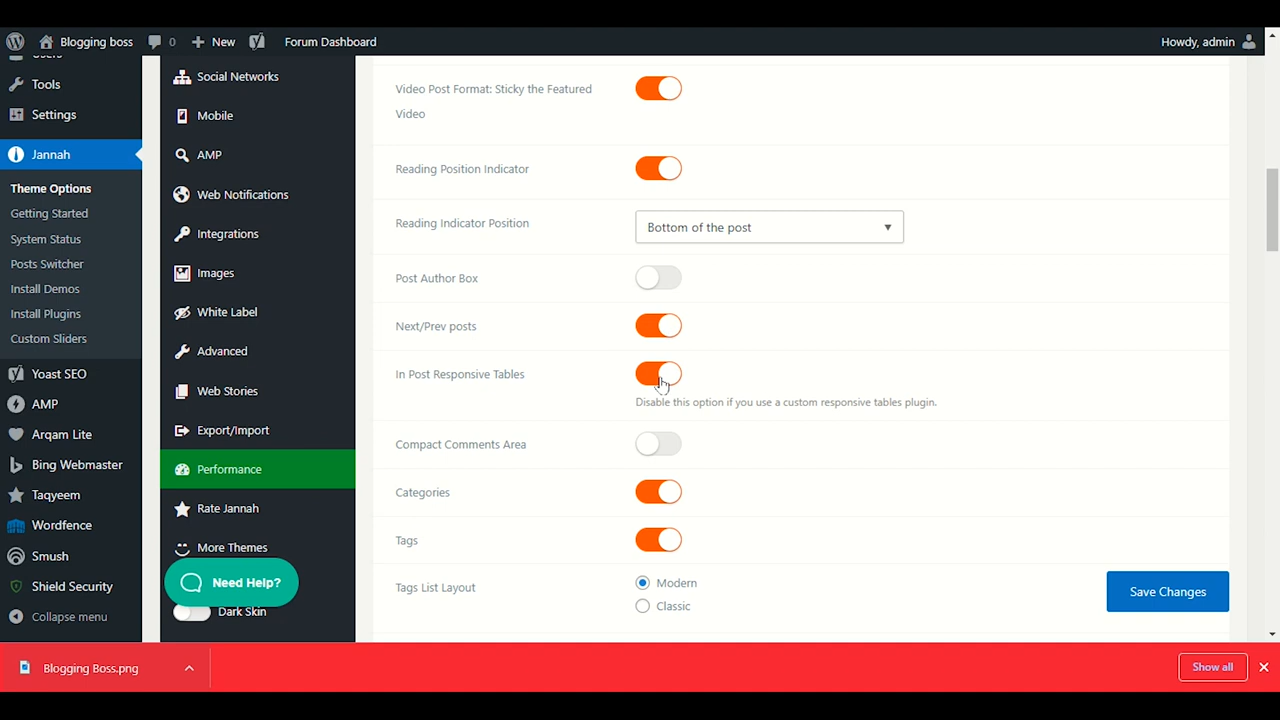 Blogging boss
0
New
Forum Dashboard
Howdy, admin
Users
Tools
Settings
Jannah
Theme Options
Getting Started
System Status
Posts Switcher
Install Demos
Install Plugins
Custom Sliders
Yoast SEO
AMP
Arqam Lite
Bing Webmaster
Taqyeem
Wordfence
Smush
Shield Security
Collapse menu
Social Networks
Mobile
AMP
Web Notifications
Integrations
Images
White Label
Advanced
Web Stories
Export/Import
Performance
Rate Jannah
More Themes
Need Help?
Dark Skin
Video Post Format: Sticky the Featured
Video
Reading Position Indicator
Reading Indicator Position
Bottom of the post
Post Author Box
Next/Prev posts
In Post Responsive Tables
Disable this option if you use a custom responsive tables plugin.
Compact Comments Area
Categories
Tags
Tags List Layout
Modern
Classic
Save Changes
Blogging Boss.png
Show all